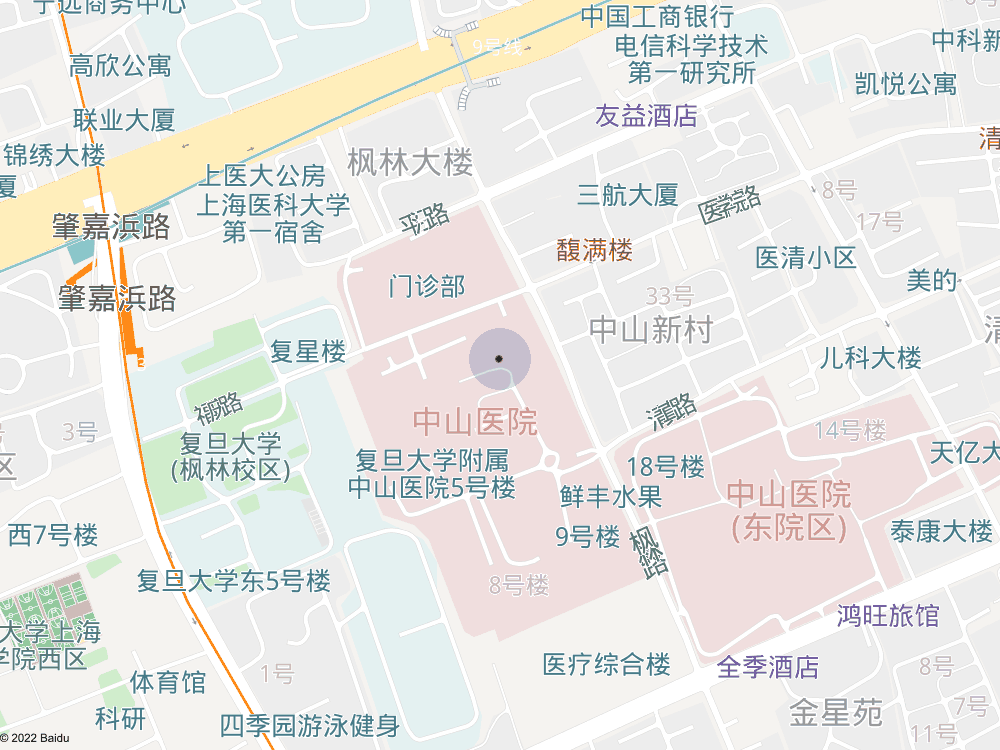 宁远商务中心
中国工商银行
9号线
电信科学技术
第一研究所
高欣公寓
凯悦公寓
联业大厦
友益酒店
锦绣大楼
厦
枫林大楼
上医大公房
上海医科大学
第一宿舍
三航大厦
8号
医学院路
17号
平江路
肇嘉浜路
馥满楼
医清小区
门诊部
美的
肇嘉浜路
33号
中山新村
复星楼
儿科大楼
清真路
中山医院
3号
14号楼
复旦大学
(枫林校区)
复旦大学附属
中山医院5号楼
18号楼
区
鲜丰水果
中山医院
(东院区)
西7号楼
9号楼
枫林路
泰康大楼
复旦大学东5号楼
8号楼
鸿旺旅馆
大学上海
学院西区
医疗综合楼
全季酒店
1号
8号
体育馆
7号
金星苑
科研
四季园游泳健身
11号
© 2022 Baidu